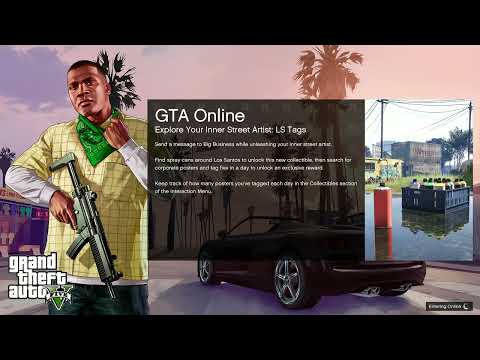 GTA Online
Explore Your Inner Street Artist: LS Tags
Send a message to Big Business while unleashing your inner street artist.
Find spray cans around Los Santos to unlock this new collectible, then search for
corporate posters and tag five in a day to unlock an exclusive reward.
Keep track of how many posters you've tagged each day in the Collectibles section
of the Interaction Menu.
grand
theft
auto V
FIVE
Entering Online